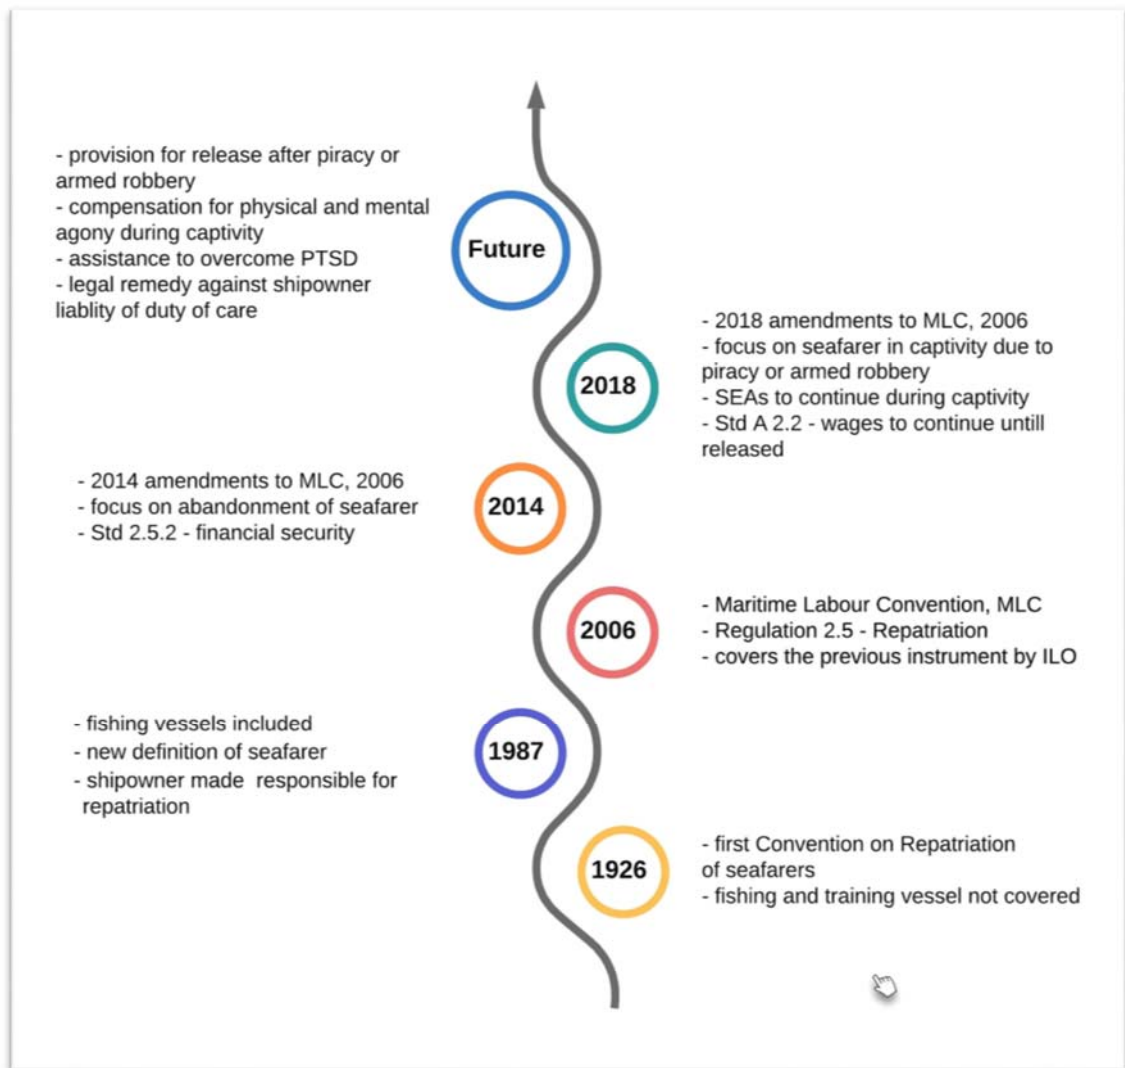 - provision for release after piracy or
armed robbery
- compensation for physical and mental
agony during captivity
- assistance to overcome PTSD
- legal remedy against shipowner
liablity of duty of care
Future
- 2018 amendments to MLC, 2006
- focus on seafarer in captivity due to
piracy or armed robbery
- SEAs to continue during captivity
- Std A 2.2 - wages to continue untill
released
2018
- 2014 amendments to MLC, 2006
- focus on abandonment of seafarer
- Std 2.5.2 - financial security
2014
2006
- Maritime Labour Convention, MLC
- Regulation 2.5 - Repatriation
- covers the previous instrument by ILO
- fishing vessels included
- new definition of seafarer
- shipowner made responsible for
repatriation
1987
1926
- first Convention on Repatriation
of seafarers
- fishing and training vessel not covered